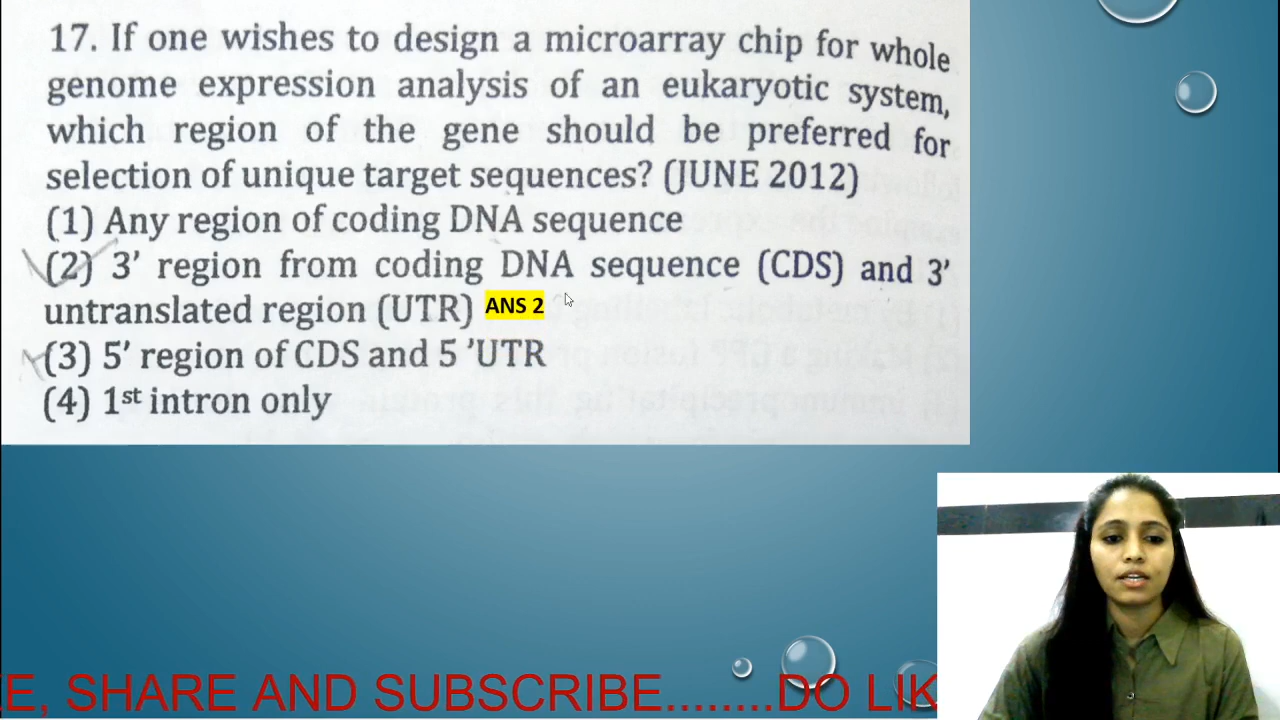 17. If one wishes to design a microarray chip for whole
genome expression analysis of an eukaryotic system,
which region of the gene should be preferred for
selection of unique target sequences? (JUNE 2012)
(1) Any region of coding DNA sequence
(2) 3' region from coding DNA sequence (CDS) and 3'
untranslated region (UTR) ANS 2
(3) 5' region of CDS and 5 'UTR
(4) 1st intron only
E, SHARE AND SUBSCRIBE........DO LIK